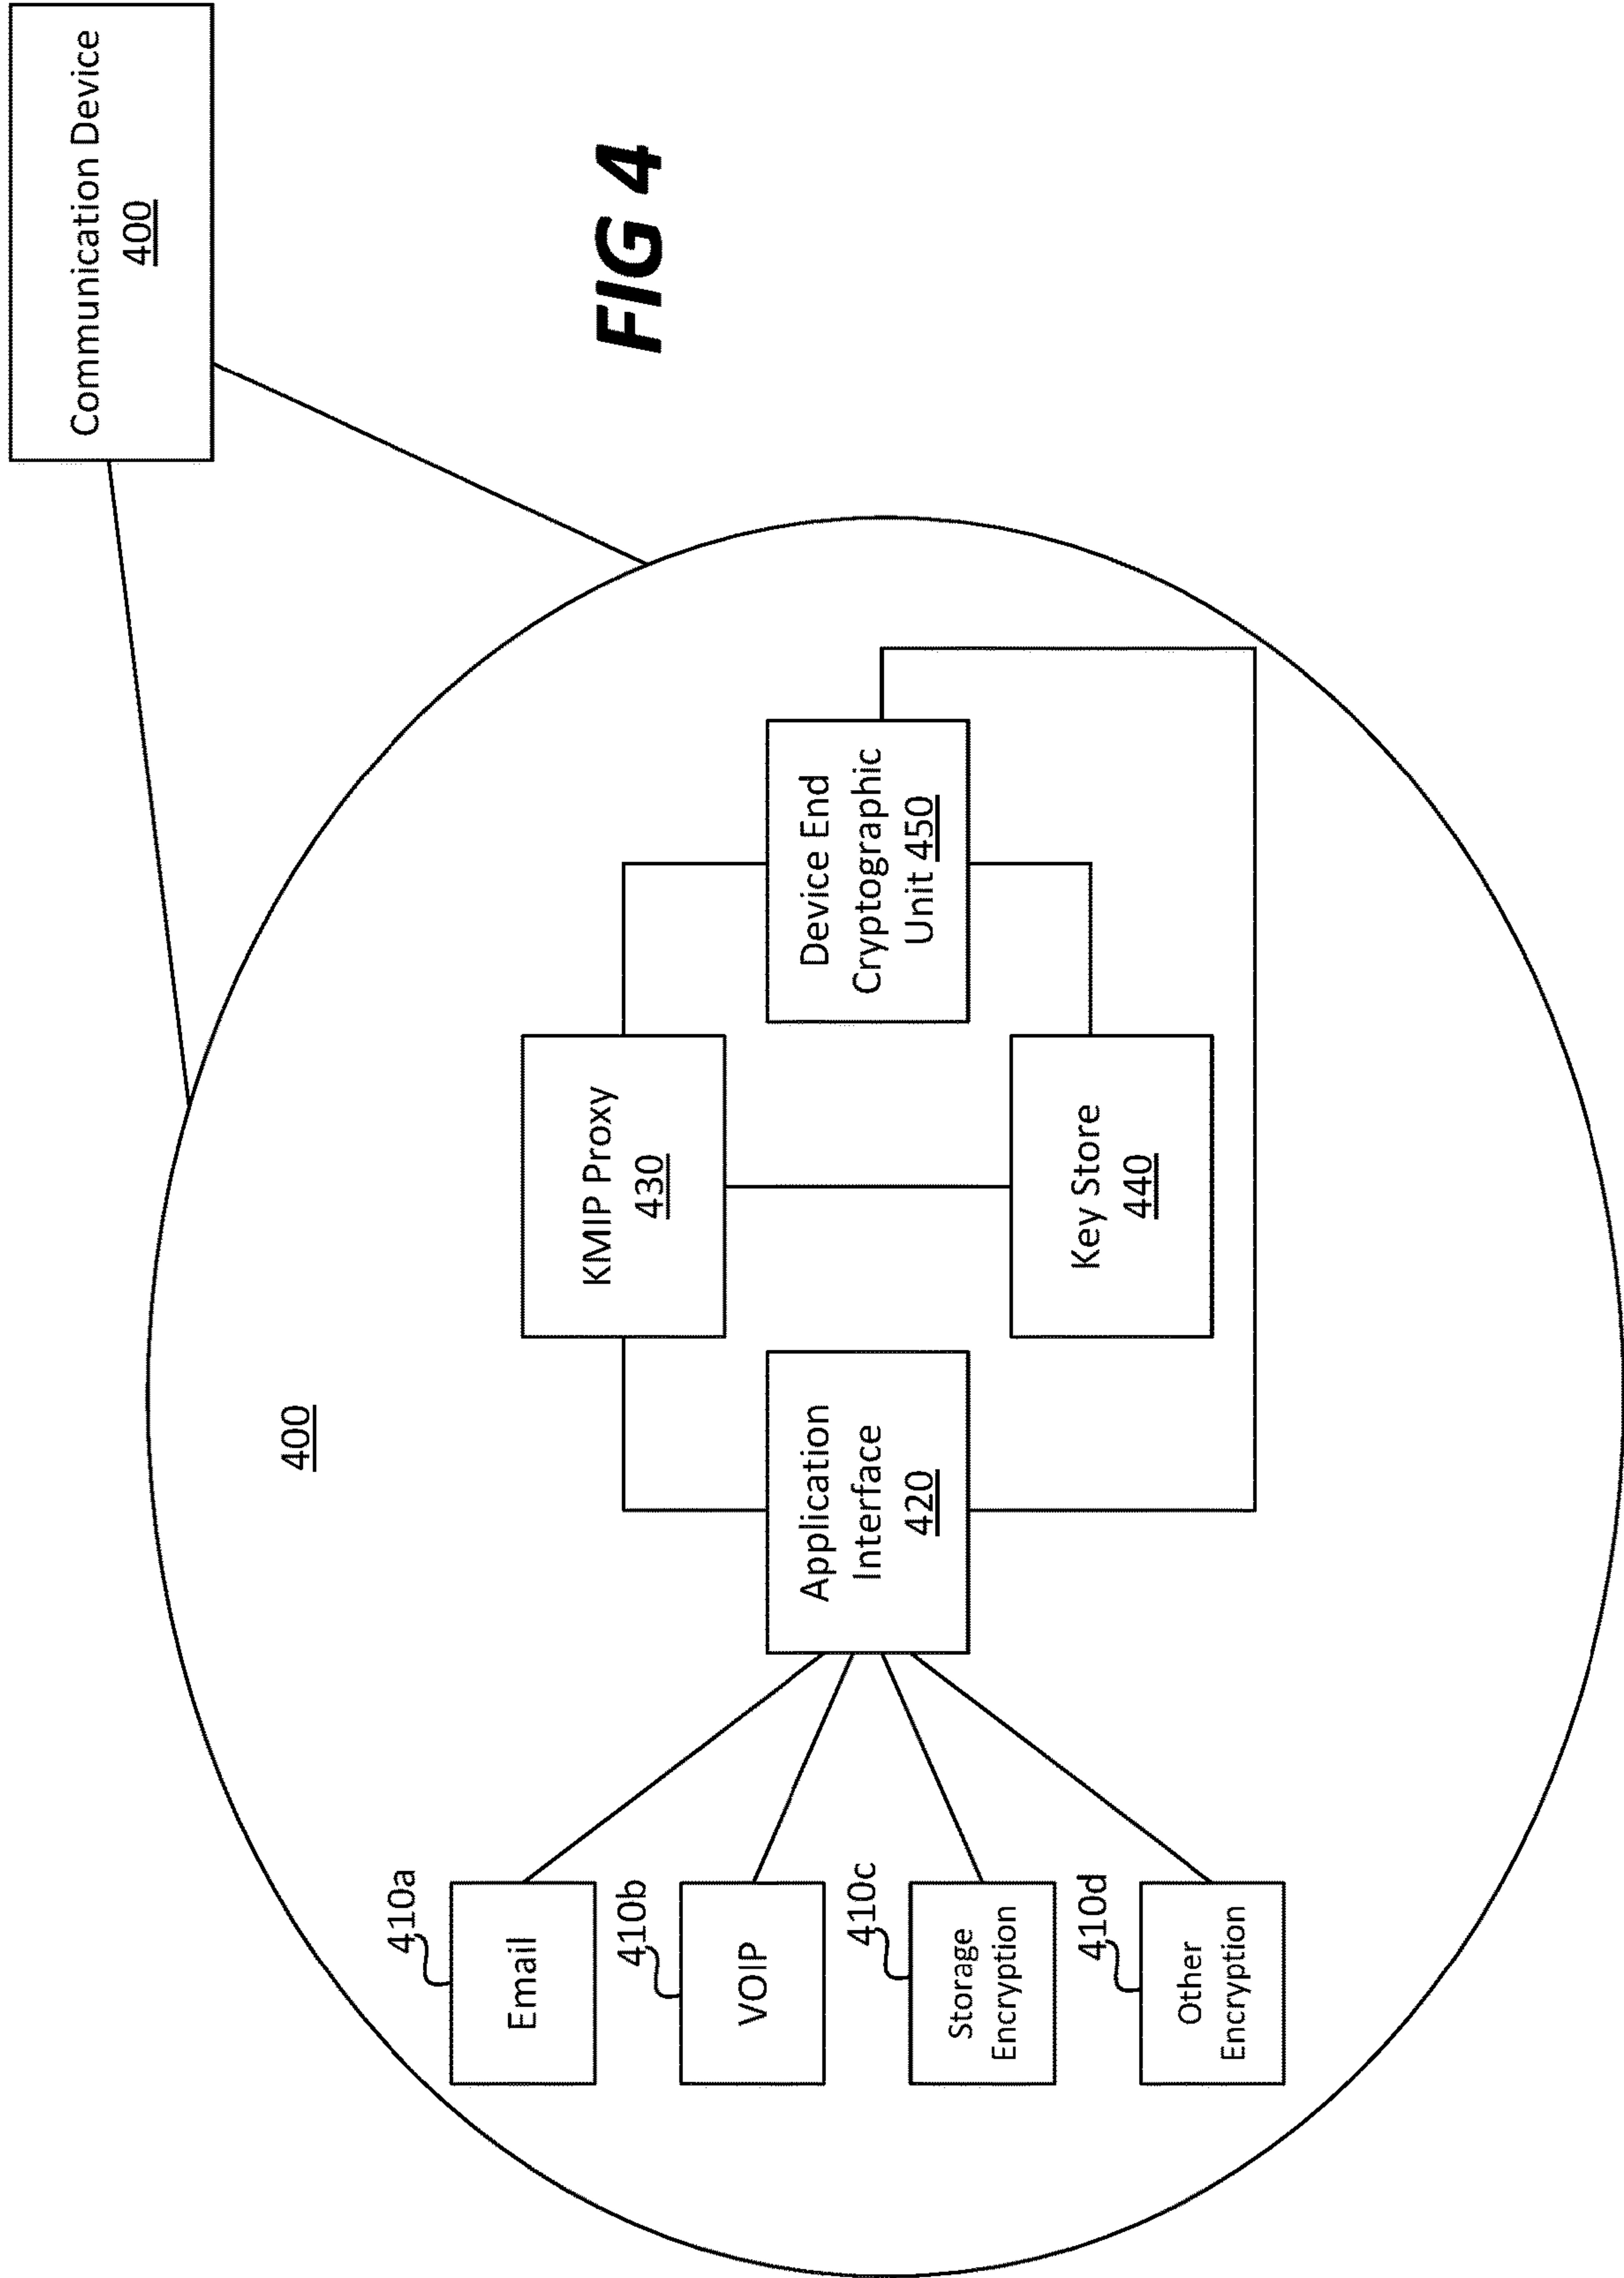 Communication Device
400
FIG 4
400
410a
Email
410b
VOIP
410c
Storage
Encryption
410d
Other
Encryption
Application
Interface
420
KMIP Proxy
430
Key Store
440
Device End
Cryptographic
Unit 450